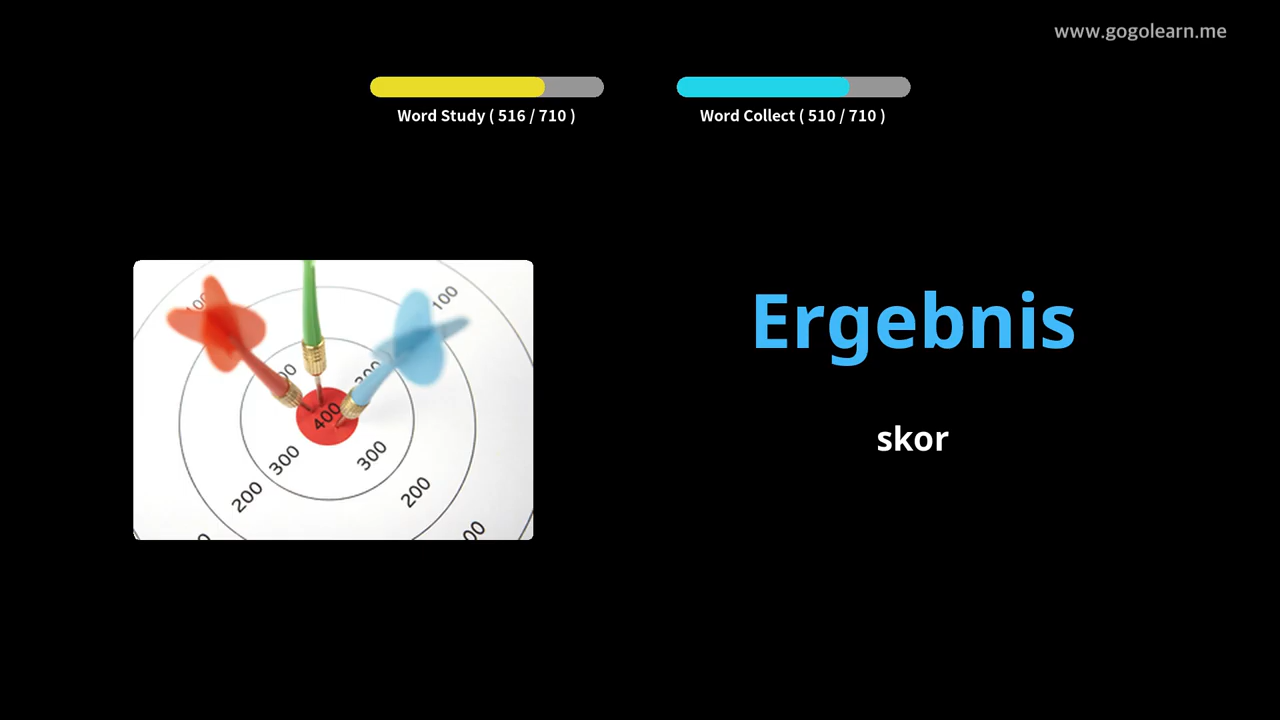 www.gogolearn.me
Word Study ( 516 / 710 )
Word Collect ( 510 / 710 )
100
100
400
300
300
200
200
Ergebnis
skor